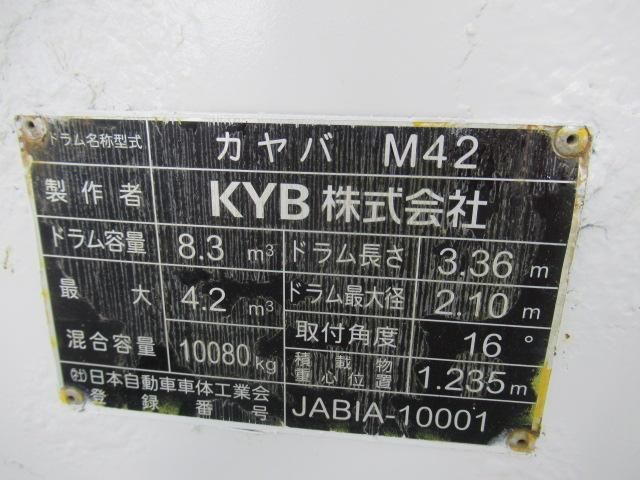 ドラム名称型式 カヤバ M42
製作者 KYB株式会社
ドラム容量 8.3 m³ ドラム長さ 3.36 m
最大 4.2 m³ ドラム最大径 2.10 m
混合容量 10080kg 取付角度 16°
積載物重心位置 1.235m
㈳日本自動車車体工業会
登録番号 JABIA-10001